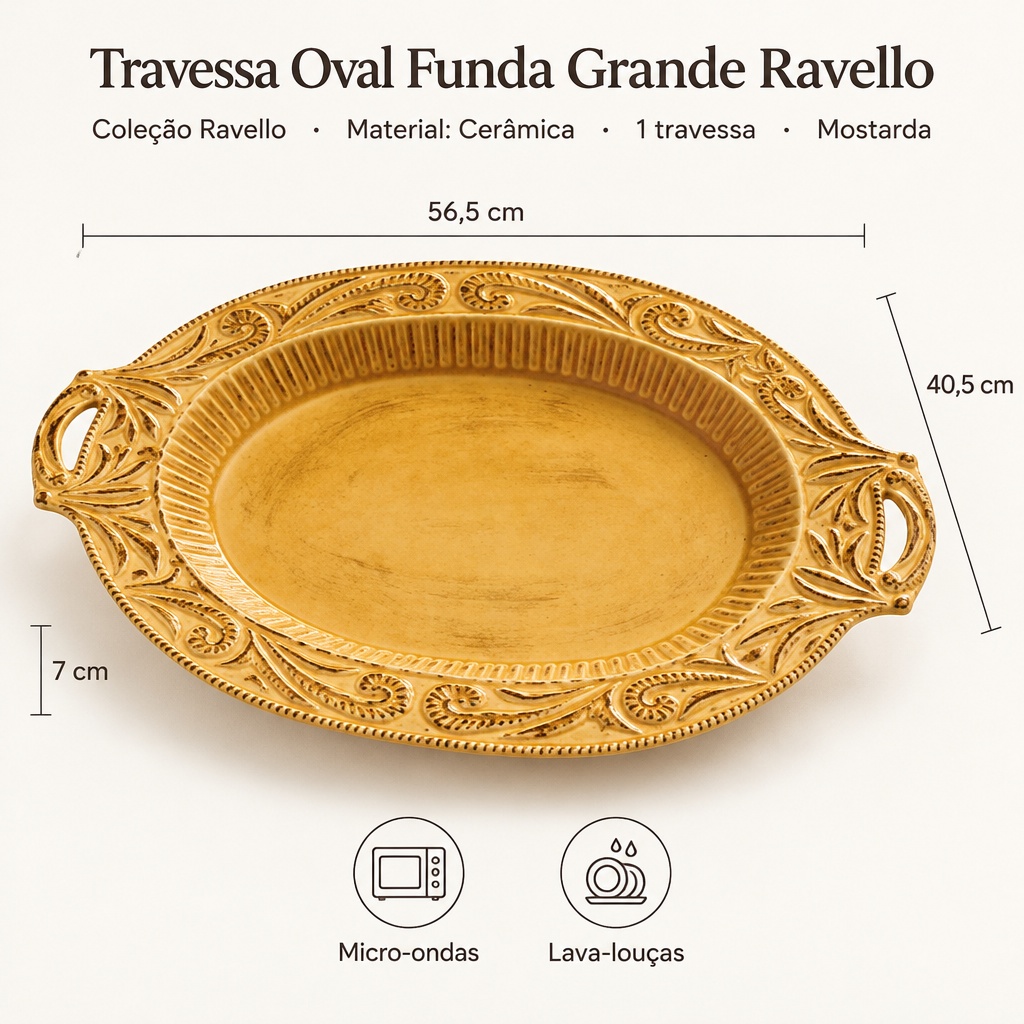 Travessa Oval Funda Grande Ravello
Coleção Ravello • Material: Cerâmica • 1 travessa • Mostarda
56,5 cm
40,5 cm
7 cm
Micro-ondas
Lava-louças